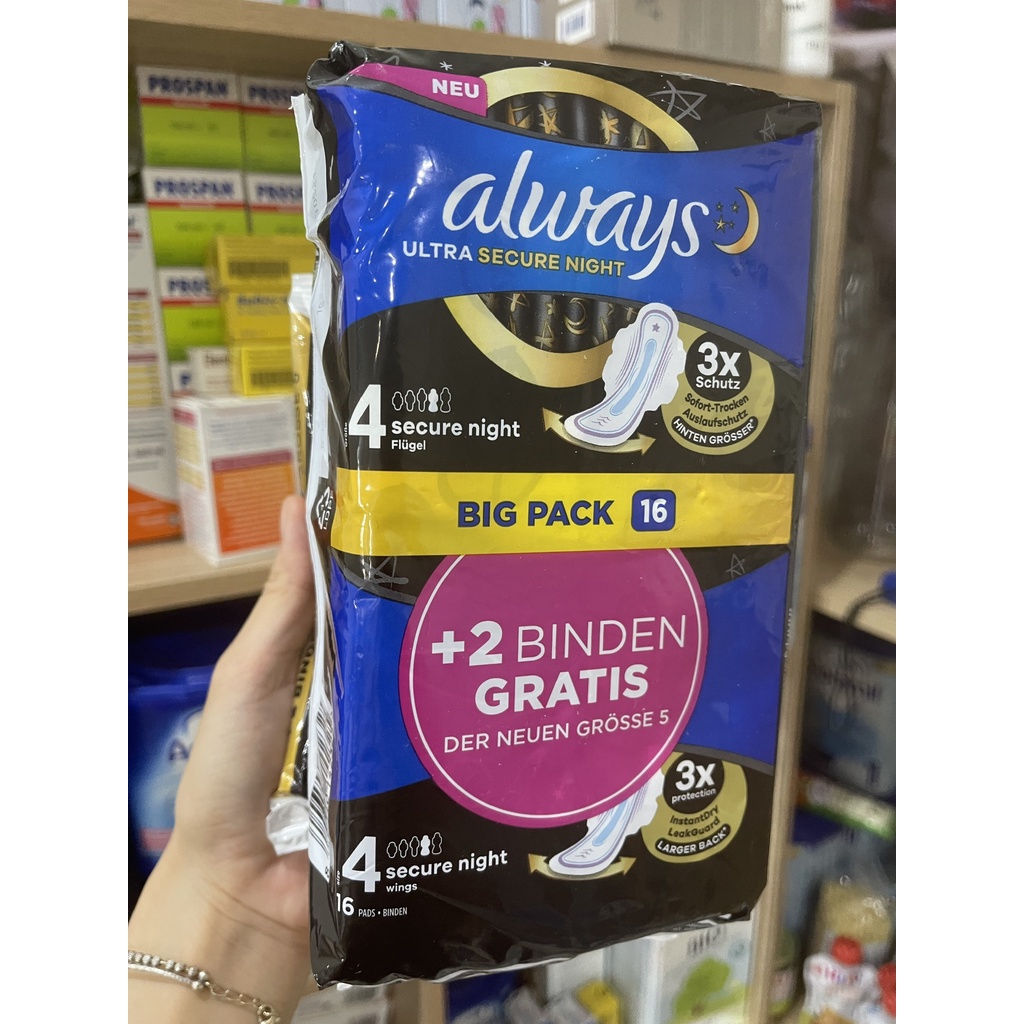 PROSPAN
PROSPAN
PROSPAN
NEU
always
ULTRA SECURE NIGHT
3x
Schutz
Sofort-Trocken
Auslaufschutz
HINTEN GRÖSSER*
Größe
4
secure night
Flügel
BIG PACK 16
+2 BINDEN
GRATIS
DER NEUEN GRÖSSE 5
3x
protection
InstantDry
LeakGuard
LARGER BACK*
size
4
secure night
wings
16 PADS • BINDEN